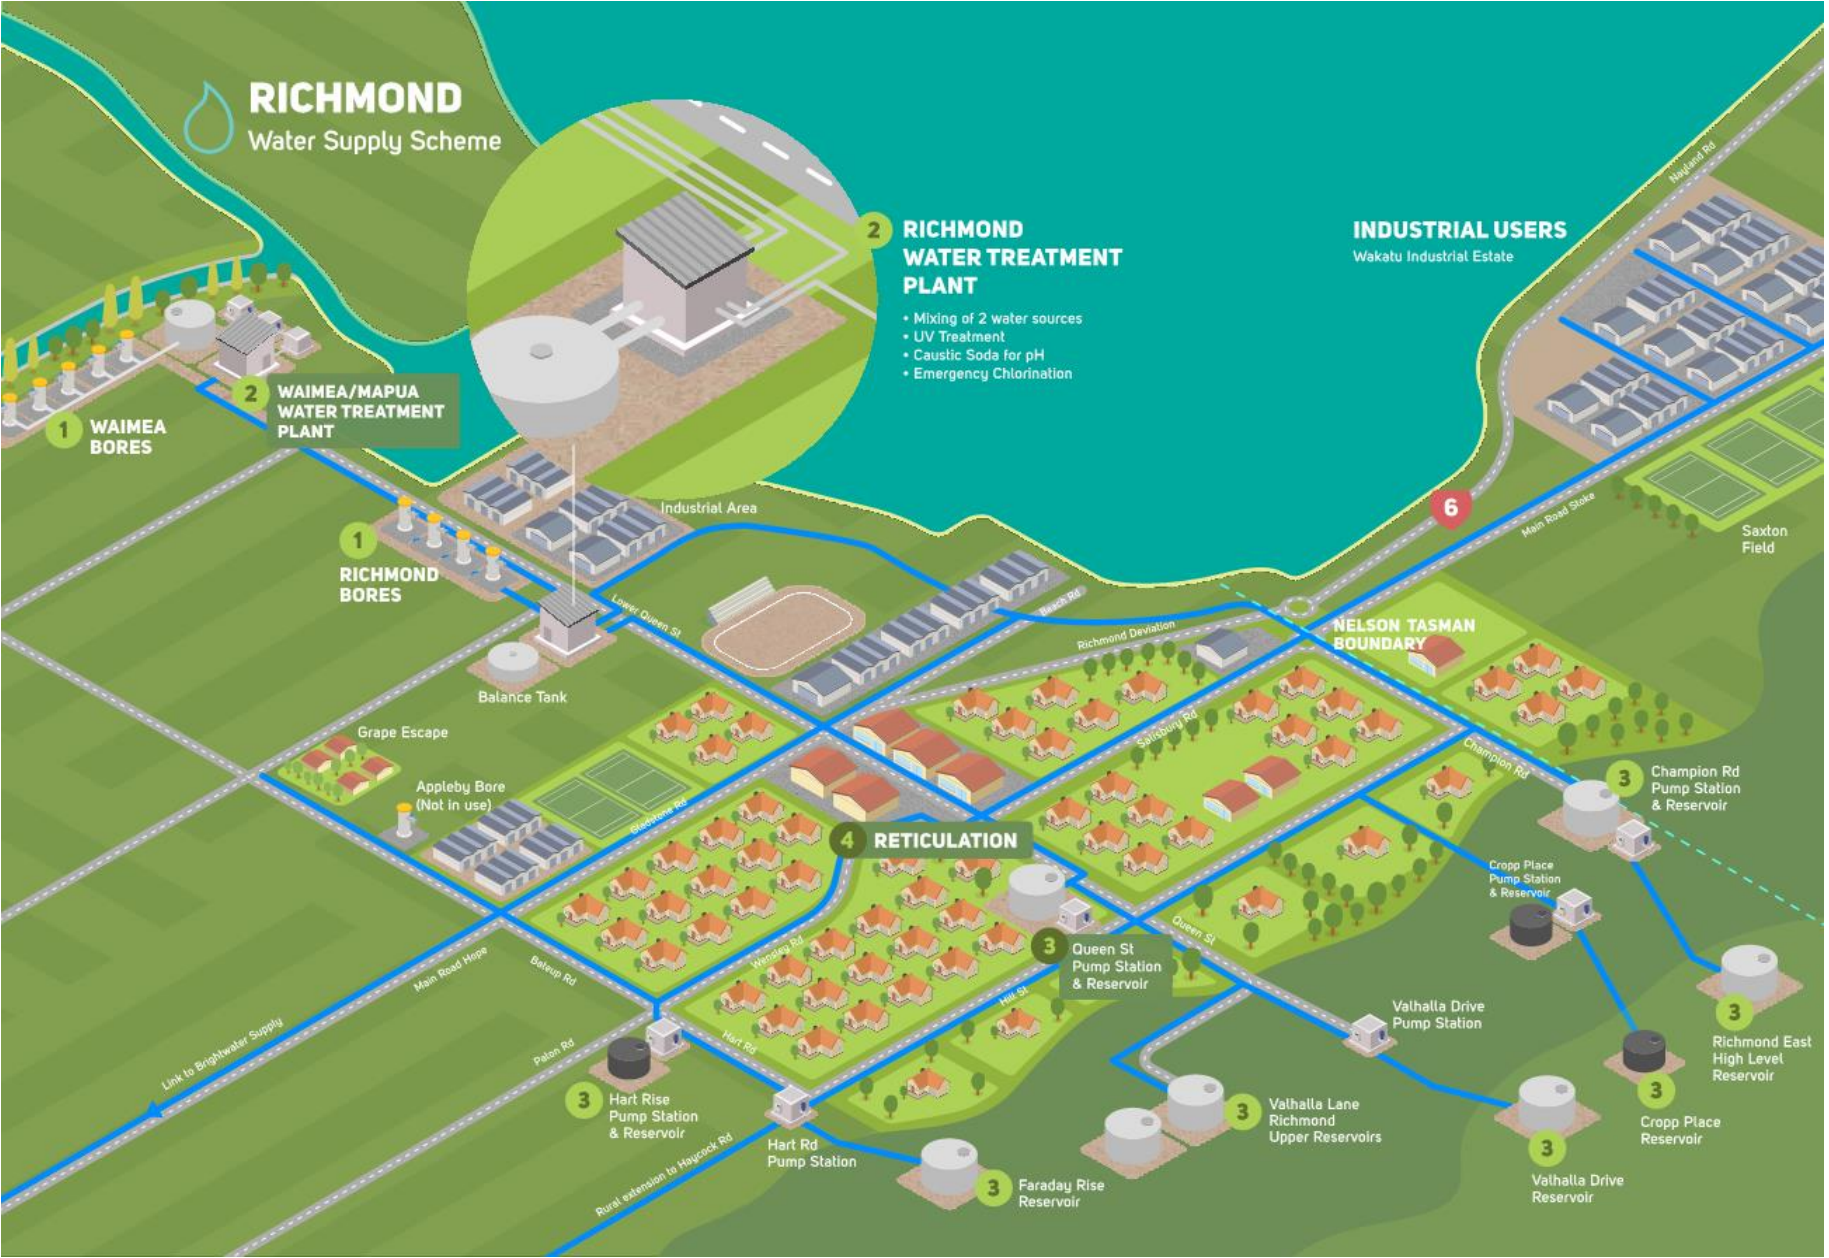 RICHMOND
Water Supply Scheme
2
RICHMOND
WATER TREATMENT
PLANT
• Mixing of 2 water sources
• UV Treatment
• Caustic Soda for pH
• Emergency Chlorination
INDUSTRIAL USERS
Wakatu Industrial Estate
Nayland Rd
2
WAIMEA/MAPUA
WATER TREATMENT
PLANT
1
WAIMEA
BORES
1
RICHMOND
BORES
Industrial Area
6
Main Road Stoke
Saxton
Field
Lower Queen St
Beach Rd
Richmond Deviation
NELSON TASMAN
BOUNDARY
Balance Tank
Grape Escape
Appleby Bore
(Not in use)
Gladstone Rd
Salisbury Rd
Champion Rd
3
Champion Rd
Pump Station
& Reservoir
4
RETICULATION
Cropp Place
Pump Station
& Reservoir
Queen St
3
Queen St
Pump Station
& Reservoir
Wensley Rd
Hill St
Main Road Hope
Bateup Rd
Paton Rd
Hart Rd
Link to Brightwater Supply
Valhalla Drive
Pump Station
3
Richmond East
High Level
Reservoir
3
Cropp Place
Reservoir
3
Hart Rise
Pump Station
& Reservoir
3
Valhalla Lane
Richmond
Upper Reservoirs
Hart Rd
Pump Station
Rural extension to Haycock Rd
3
Faraday Rise
Reservoir
3
Valhalla Drive
Reservoir